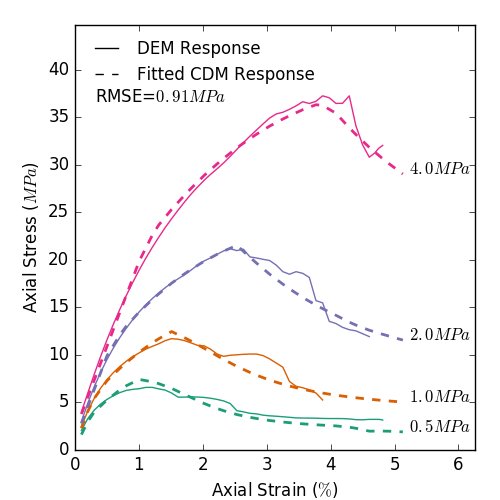 DEM Response
Fitted CDM Response
RMSE=0.91MPa
40
35
30
25
20
15
10
5
0
4.0MPa
2.0MPa
1.0MPa
0.5MPa
0 1 2 3 4 5 6
Axial Strain (%)
Axial Stress (MPa)